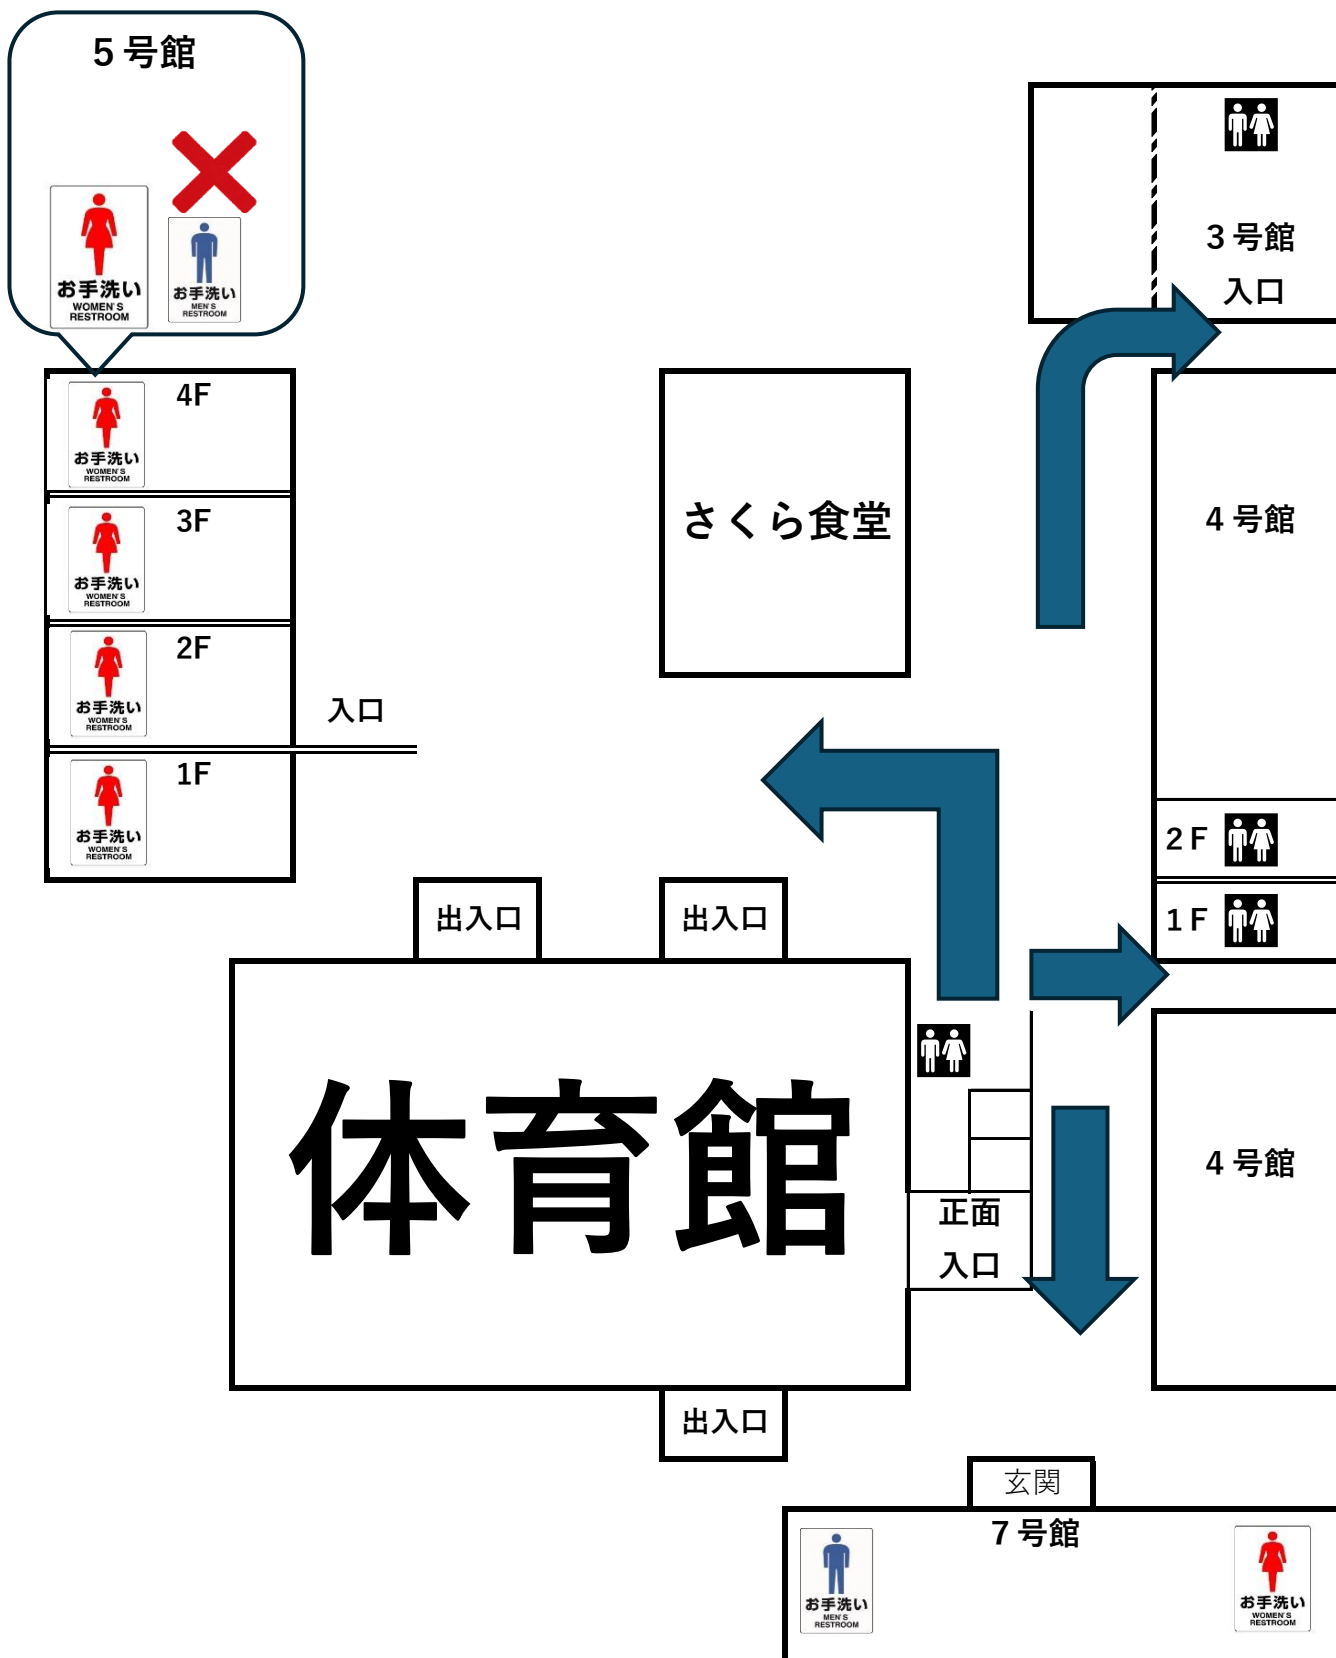 5号館
お手洗い
WOMEN'S
RESTROOM
お手洗い
MEN'S
RESTROOM
3号館
入口
4F
お手洗い
WOMEN'S
RESTROOM
3F
お手洗い
WOMEN'S
RESTROOM
2F
お手洗い
WOMEN'S
RESTROOM
入口
1F
お手洗い
WOMEN'S
RESTROOM
さくら食堂
4号館
2F
1F
出入口
出入口
体育館
正面
入口
4号館
出入口
玄関
7号館
お手洗い
MEN'S
RESTROOM
お手洗い
WOMEN'S
RESTROOM